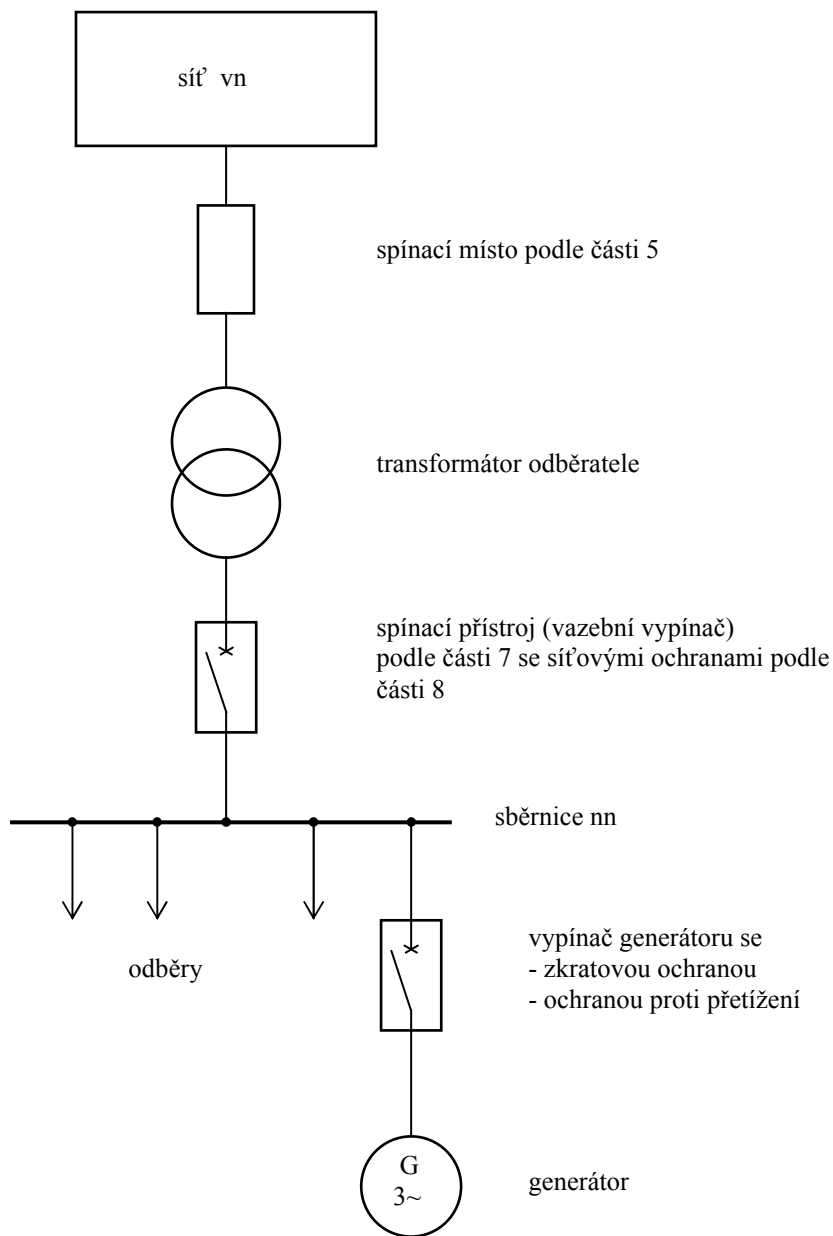 síť vn
spínací místo podle části 5
transformátor odběratele
spínací přístroj (vazební vypínač)
podle části 7 se síťovými ochranami podle
části 8
sběrnice nn
odběry
vypínač generátoru se
- zkratovou ochranou
- ochranou proti přetížení
G
3~
generátor